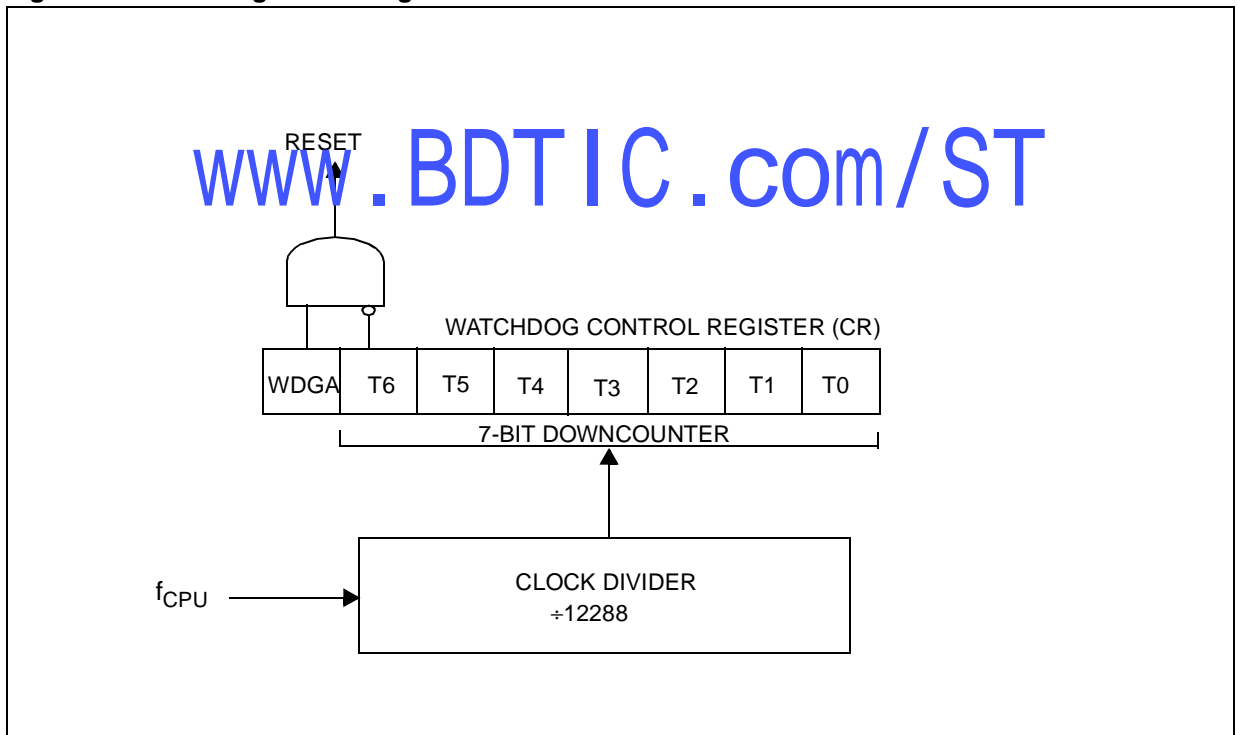 RESET
www.BDTIC.com/ST
WATCHDOG CONTROL REGISTER (CR)
WDGA T6 T5 T4 T3 T2 T1 T0
7-BIT DOWNCOUNTER
fCPU
CLOCK DIVIDER
÷12288